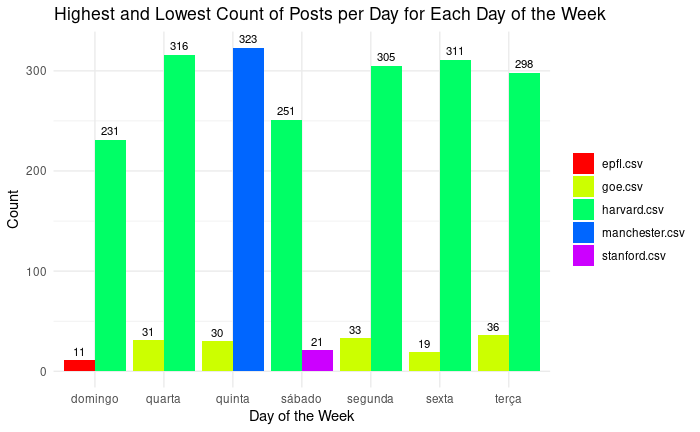 Highest and Lowest Count of Posts per Day for Each Day of the Week
Count
300
200
100
0
11
231
31
316
30
323
251
21
33
305
19
311
36
298
domingo
quarta
quinta
sábado
segunda
sexta
terça
Day of the Week
epfl.csv
goe.csv
harvard.csv
manchester.csv
stanford.csv